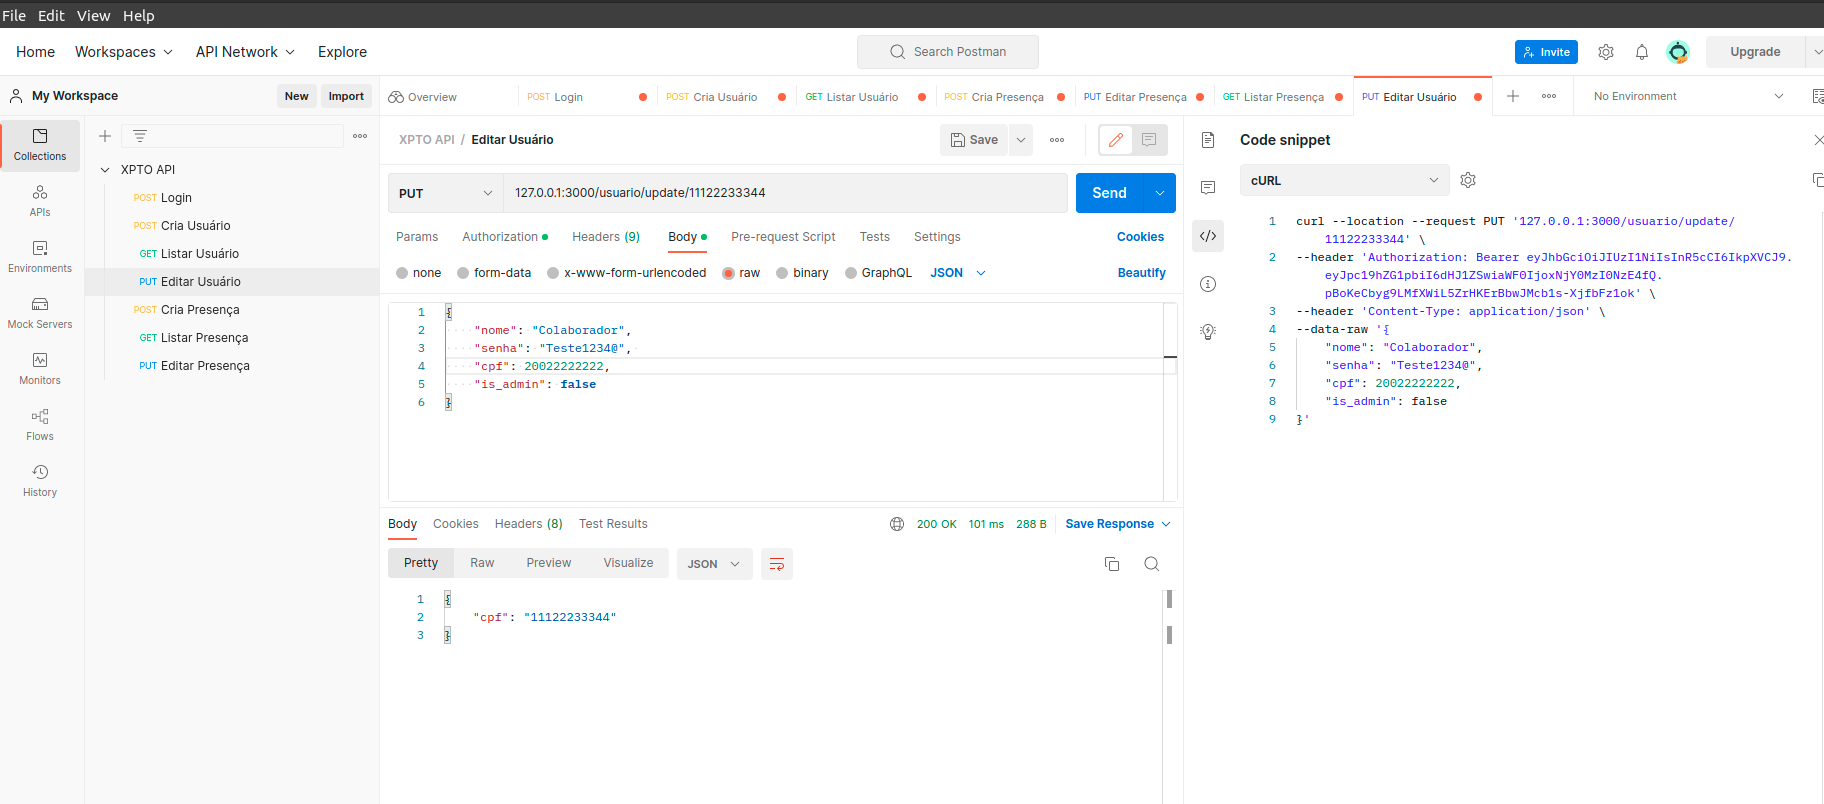 File Edit View Help
Home Workspaces API Network Explore Search Postman Invite Upgrade
My Workspace New Import
Overview POST Login POST Cria Usuário GET Listar Usuário POST Cria Presença PUT Editar Presença GET Listar Presença PUT Editar Usuário No Environment
Collections
APIs
Environments
Mock Servers
Monitors
Flows
History
XPTO API
POST Login
POST Cria Usuário
GET Listar Usuário
PUT Editar Usuário
POST Cria Presença
GET Listar Presença
PUT Editar Presença
XPTO API / Editar Usuário Save
PUT 127.0.0.1:3000/usuario/update/11122233344 Send
Params Authorization Headers (9) Body Pre-request Script Tests Settings Cookies
none form-data x-www-form-urlencoded raw binary GraphQL JSON Beautify
1 {
2 "nome": "Colaborador",
3 "senha": "Teste1234@",
4 "cpf": 20022222222,
5 "is_admin": false
6 }
Body Cookies Headers (8) Test Results 200 OK 101 ms 288 B Save Response
Pretty Raw Preview Visualize JSON
1 {
2 "cpf": "11122233344"
3 }
Code snippet
cURL
1 curl --location --request PUT '127.0.0.1:3000/usuario/update/
11122233344' \
2 --header 'Authorization: Bearer eyJhbGciOiJIUzI1NiIsInR5cCI6IkpXVCJ9.
eyJpc19hZG1pbiI6dHJ1ZSwiaWF0IjoxNjY0MzI0NzE4fQ.
pBoKeCbyg9LMfXWiL5ZrHKErBbwJMcb1s-XjfbFz1ok' \
3 --header 'Content-Type: application/json' \
4 --data-raw '{
5 "nome": "Colaborador",
6 "senha": "Teste1234@",
7 "cpf": 20022222222,
8 "is_admin": false
9 }'